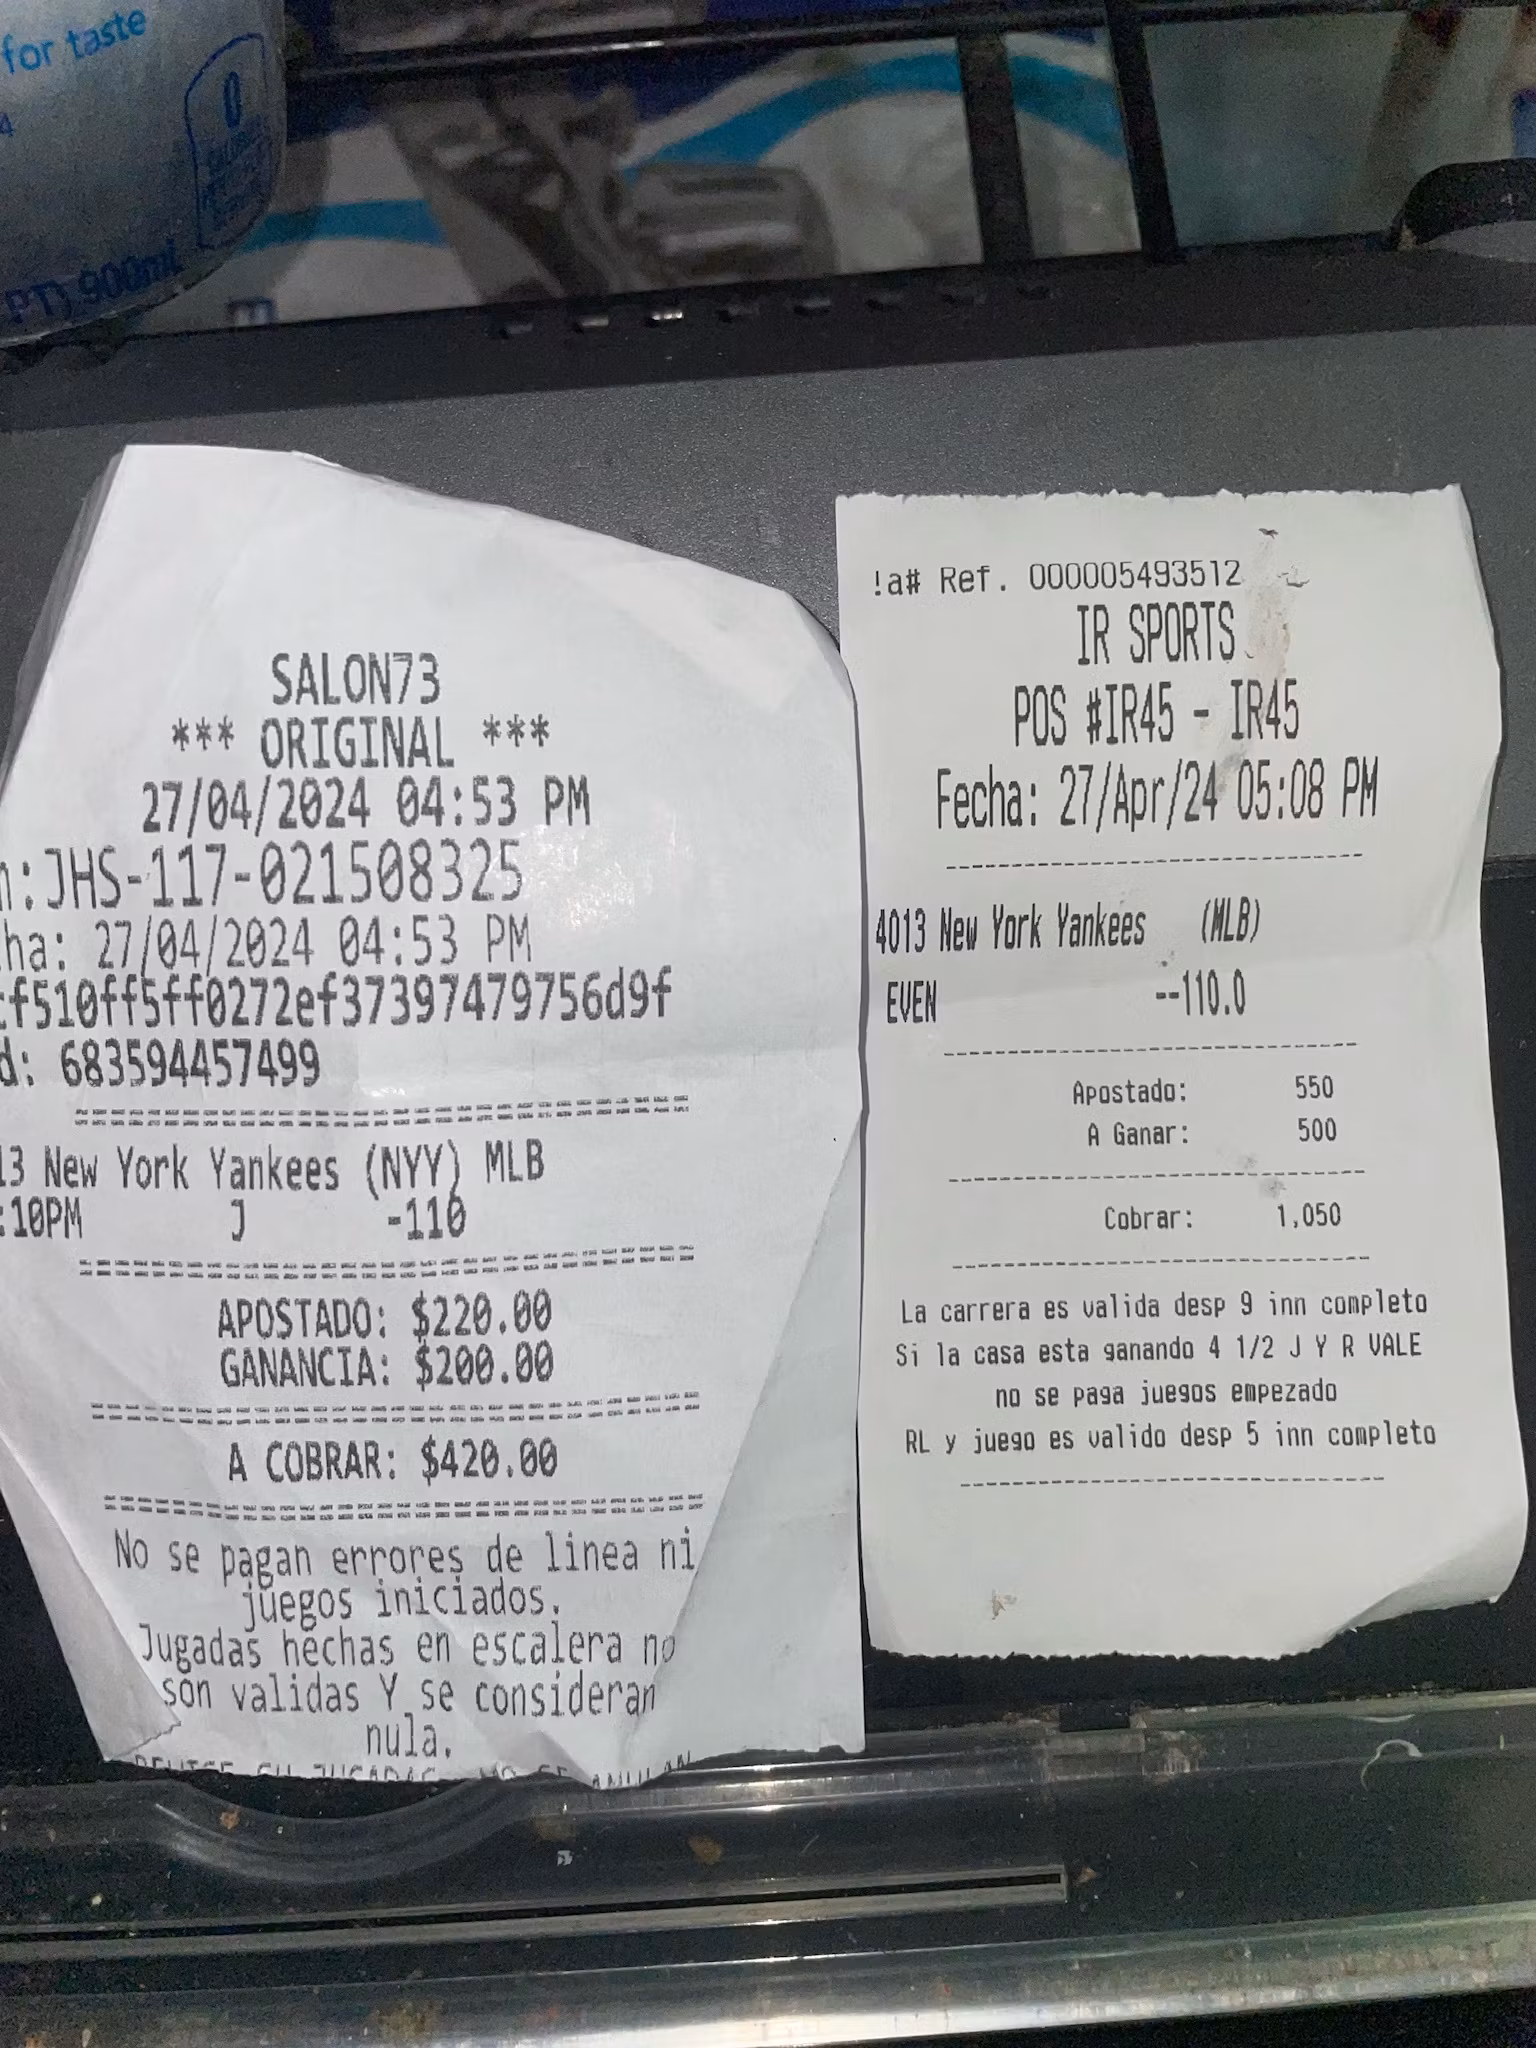 for taste
4
0
PT) 900mL
SALON73
*** ORIGINAL ***
27/04/2024 04:53 PM
n:JHS-117-021508325
ha: 27/04/2024 04:53 PM
cf510ff5ff0272ef37397479756d9f
d: 683594457499
13 New York Yankees (NYY) MLB
:10PM J -110
APOSTADO: $220.00
GANANCIA: $200.00
A COBRAR: $420.00
No se pagan errores de linea ni
juegos iniciados.
Jugadas hechas en escalera no
son validas Y se consideran
nula.
!a# Ref. 000005493512
IR SPORTS
POS #IR45 - IR45
Fecha: 27/Apr/24 05:08 PM
4013 New York Yankees (MLB)
EVEN --110.0
Apostado: 550
A Ganar: 500
Cobrar: 1,050
La carrera es valida desp 9 inn completo
Si la casa esta ganando 4 1/2 J Y R VALE
no se paga juegos empezado
RL y juego es valido desp 5 inn completo